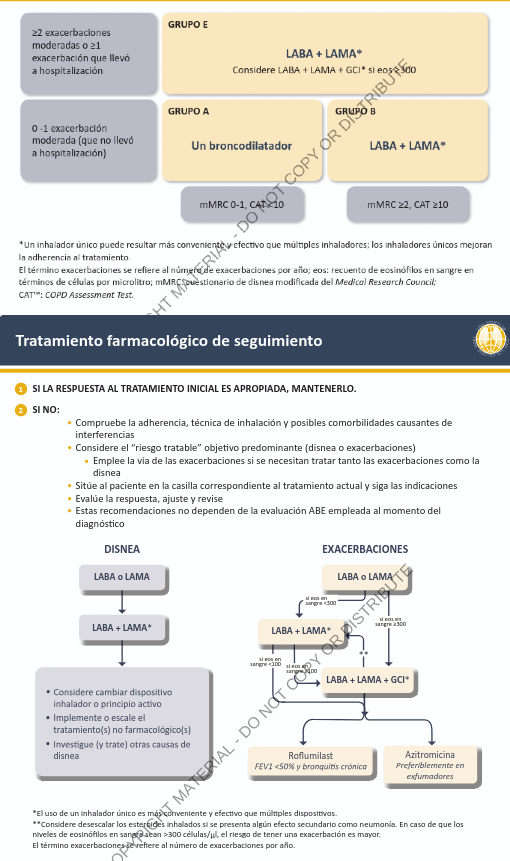 ≥2 exacerbaciones
moderadas o ≥1
exacerbación que llevó
a hospitalización
GRUPO E
LABA + LAMA*
Considere LABA + LAMA + GCI* si eos ≥300
0 -1 exacerbación
moderada (que no llevó
a hospitalización)
GRUPO A
Un broncodilatador
GRUPO B
LABA + LAMA*
mMRC 0-1, CAT <10
mMRC ≥2, CAT ≥10
*Un inhalador único puede resultar más conveniente y efectivo que múltiples inhaladores; los inhaladores únicos mejoran
la adherencia al tratamiento.
El término exacerbaciones se refiere al número de exacerbaciones por año; eos: recuento de eosinófilos en sangre en
términos de células por microlitro; mMRC: cuestionario de disnea modificada del Medical Research Council;
CAT™: COPD Assessment Test.
Tratamiento farmacológico de seguimiento
1 SI LA RESPUESTA AL TRATAMIENTO INICIAL ES APROPIADA, MANTENERLO.
2 SI NO:
• Compruebe la adherencia, técnica de inhalación y posibles comorbilidades causantes de
interferencias
• Considere el “riesgo tratable” objetivo predominante (disnea o exacerbaciones)
• Emplee la vía de las exacerbaciones si se necesitan tratar tanto las exacerbaciones como la
disnea
• Sitúe al paciente en la casilla correspondiente al tratamiento actual y siga las indicaciones
• Evalúe la respuesta, ajuste y revise
• Estas recomendaciones no dependen de la evaluación ABE empleada al momento del
diagnóstico
DISNEA
LABA o LAMA
LABA + LAMA*
• Considere cambiar dispositivo
inhalador o principio activo
• Implemente o escale el
tratamiento(s) no farmacológico(s)
• Investigue (y trate) otras causas de
disnea
EXACERBACIONES
LABA o LAMA
si eos en
sangre <300
si eos en
sangre ≥300
LABA + LAMA*
**
si eos en
sangre <100
si eos en
sangre ≥100
LABA + LAMA + GCI*
Roflumilast
FEV1 <50% y bronquitis crónica
Azitromicina
Preferiblemente en
exfumadores
*El uso de un inhalador único es más conveniente y efectivo que múltiples dispositivos.
**Considere desescalar los esteroides inhalados si se presenta algún efecto secundario como neumonía. En caso de que los
niveles de eosinófilos en sangre sean >300 células/µl, el riesgo de tener una exacerbación es mayor.
El término exacerbaciones se refiere al número de exacerbaciones por año.
MATERIAL - DO NOT COPY OR DISTRIBUTE
COPYRIGHT MATERIAL - DO NOT COPY OR DISTRIBUTE